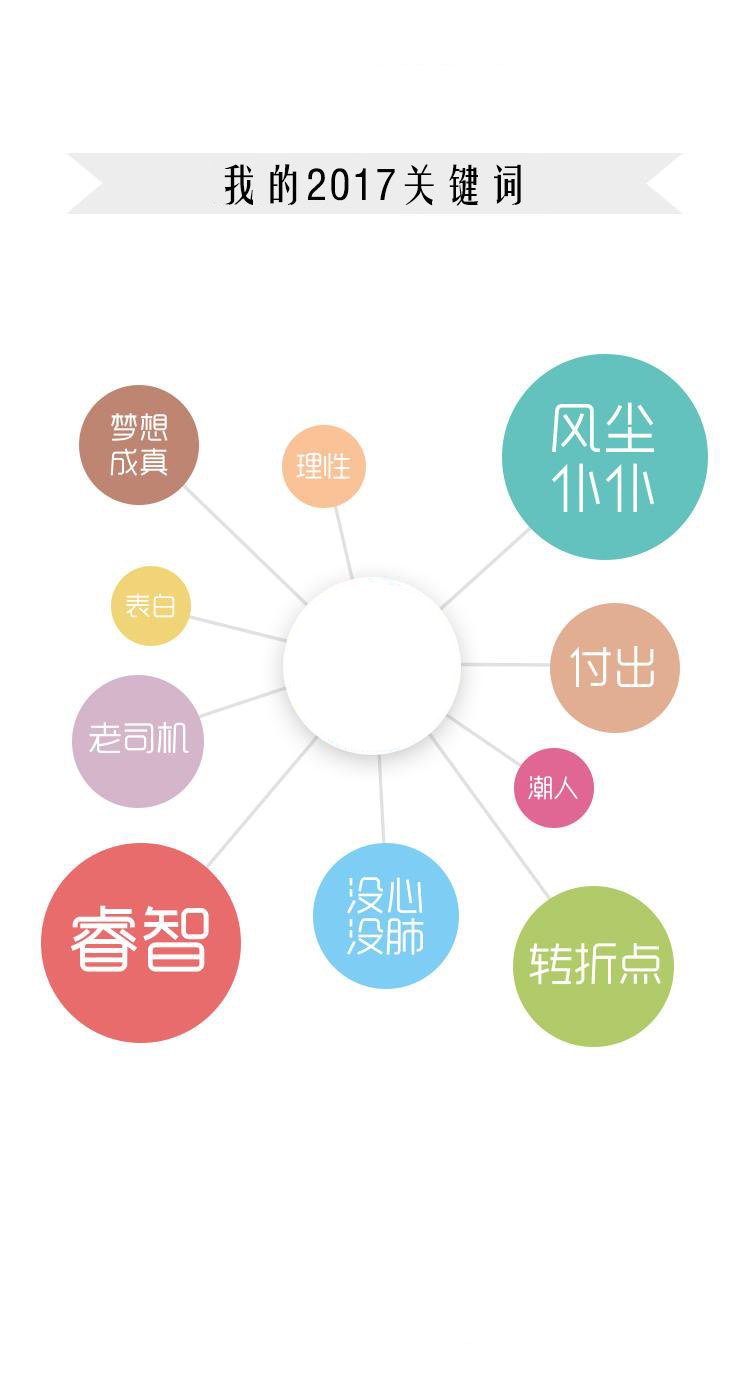 我的2017关键词
梦想
成真
理性
风尘
仆仆
表白
付出
老司机
潮人
睿智
没心
没肺
转折点